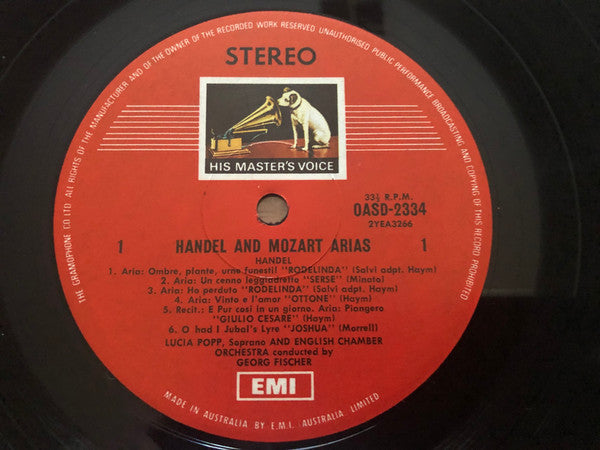 THE GRAMOPHONE CO LTD ALL RIGHTS OF THE MANUFACTURER AND OF THE OWNER OF THE RECORDED WORK RESERVED UNAUTHORISED PUBLIC PERFORMANCE BROADCASTING AND COPYING OF THIS RECORD PROHIBITED
STEREO
HIS MASTER'S VOICE
33⅓ R.P.M.
OASD-2334
2YEA3266
1 HANDEL AND MOZART ARIAS 1
HANDEL
1. Aria: Ombre, piante, urne funesti! "RODELINDA" (Salvi adpt. Haym)
2. Aria: Un cenno leggiadretto "SERSE" (Minato)
3. Aria: Ho perduto "RODELINDA" (Salvi adpt. Haym)
4. Aria: Vinto e l'amor "OTTONE" (Haym)
5. Recit.: E Pur cosi in un giorno. Aria: Piangero
"GIULIO CESARE" (Haym)
6. O had I Jubal's Lyre "JOSHUA" (Morrell)
LUCIA POPP, Soprano AND ENGLISH CHAMBER
ORCHESTRA conducted by
GEORG FISCHER
EMI
MADE IN AUSTRALIA BY E.M.I. AUSTRALIA. LIMITED